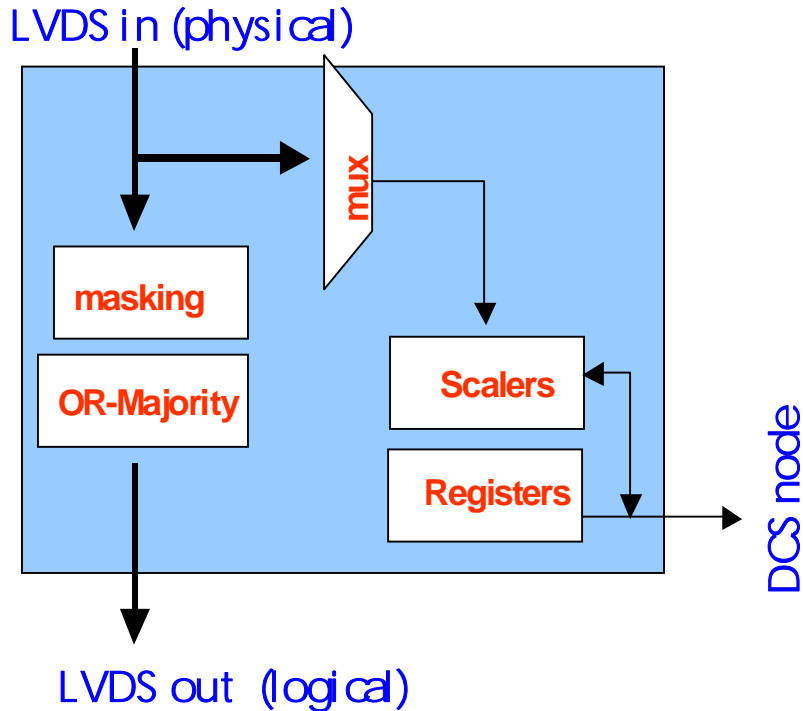 LVDS in (physical)
mux
masking
OR-Majority
Scalers
Registers
DCS node
LVDS out (logical)